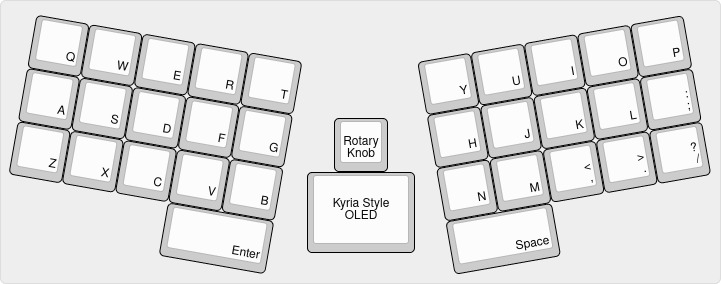 Q W E R T
Y U I O P
A S D F G
H J K L : ;
Z X C V B
N M < , > . ? /
Rotary
Knob
Kyria Style
OLED
Enter
Space